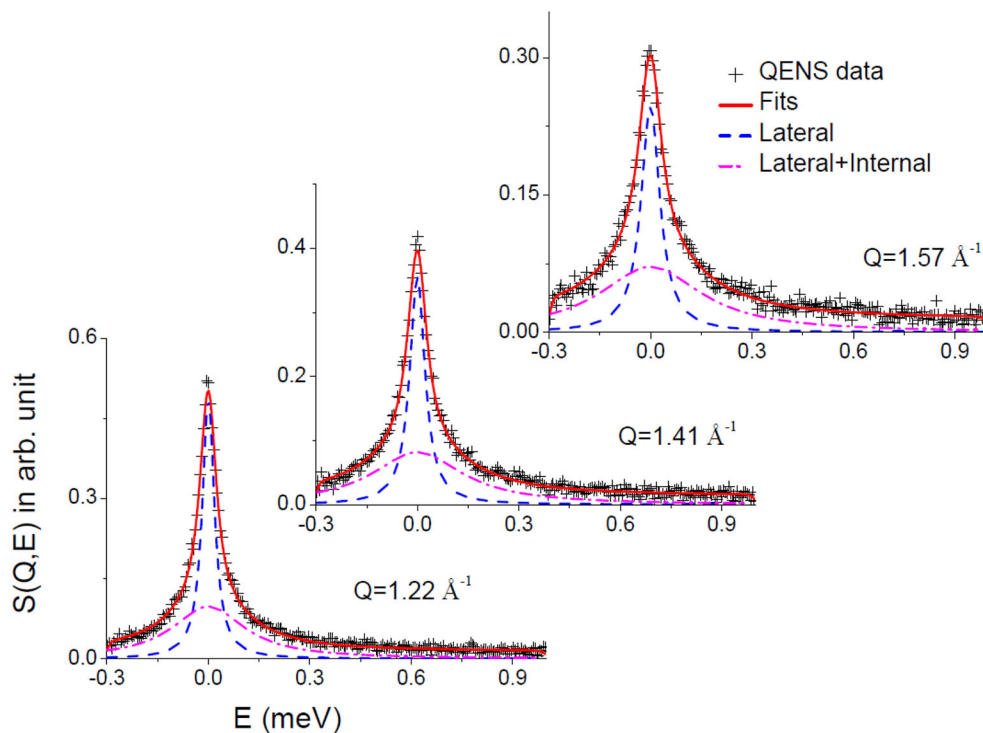 0.30
0.15
0.00
-0.3
0.0
0.3
0.6
0.9
QENS data
Fits
Lateral
Lateral+Internal
Q=1.57 Å⁻¹
0.4
0.2
0.0
-0.3
0.0
0.3
0.6
0.9
Q=1.41 Å⁻¹
S(Q,E) in arb. unit
0.6
0.3
0.0
-0.3
0.0
0.3
0.6
0.9
Q=1.22 Å⁻¹
E (meV)